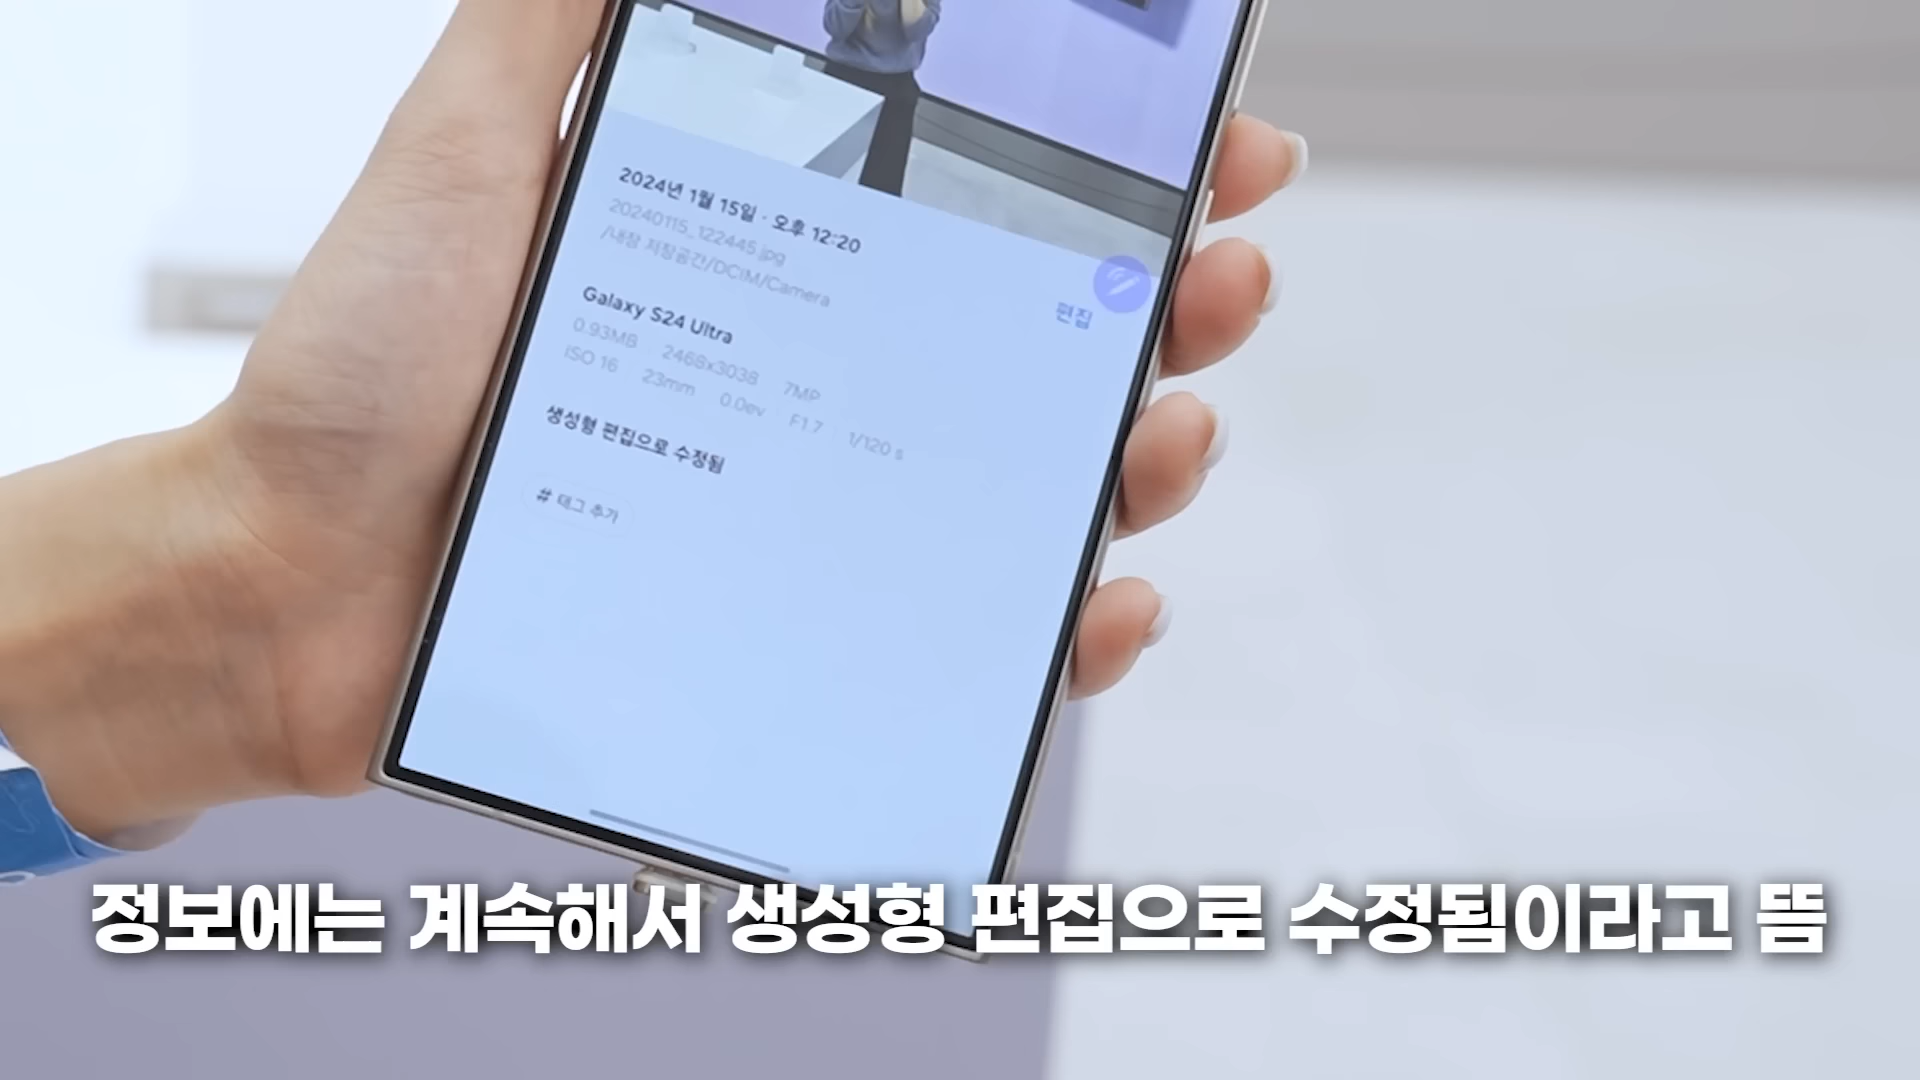 2024년 1월 15일 · 오후 12:20
20240115_122445.jpg
/내장 저장공간/DCIM/Camera
편집
Galaxy S24 Ultra
0.93MB 2468x3038 7MP
ISO 16 23mm 0.0ev F1.7 1/120 s
생성형 편집으로 수정됨
# 태그 추가
정보에는 계속해서 생성형 편집으로 수정됨이라고 뜸